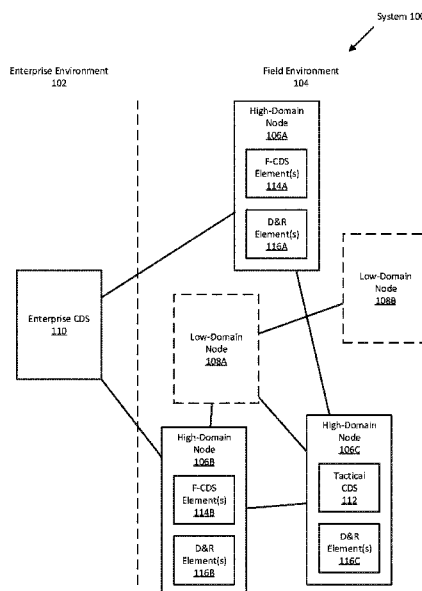 System 100
Enterprise Environment
102
Field Environment
104
High-Domain
Node
106A
F-CDS
Element(s)
114A
D&R
Element(s)
116A
Low-Domain
Node
108B
Enterprise CDS
110
Low-Domain
Node
108A
High-Domain
Node
106B
F-CDS
Element(s)
114B
D&R
Element(s)
116B
High-Domain
Node
106C
Tactical
CDS
112
D&R
Element(s)
116C